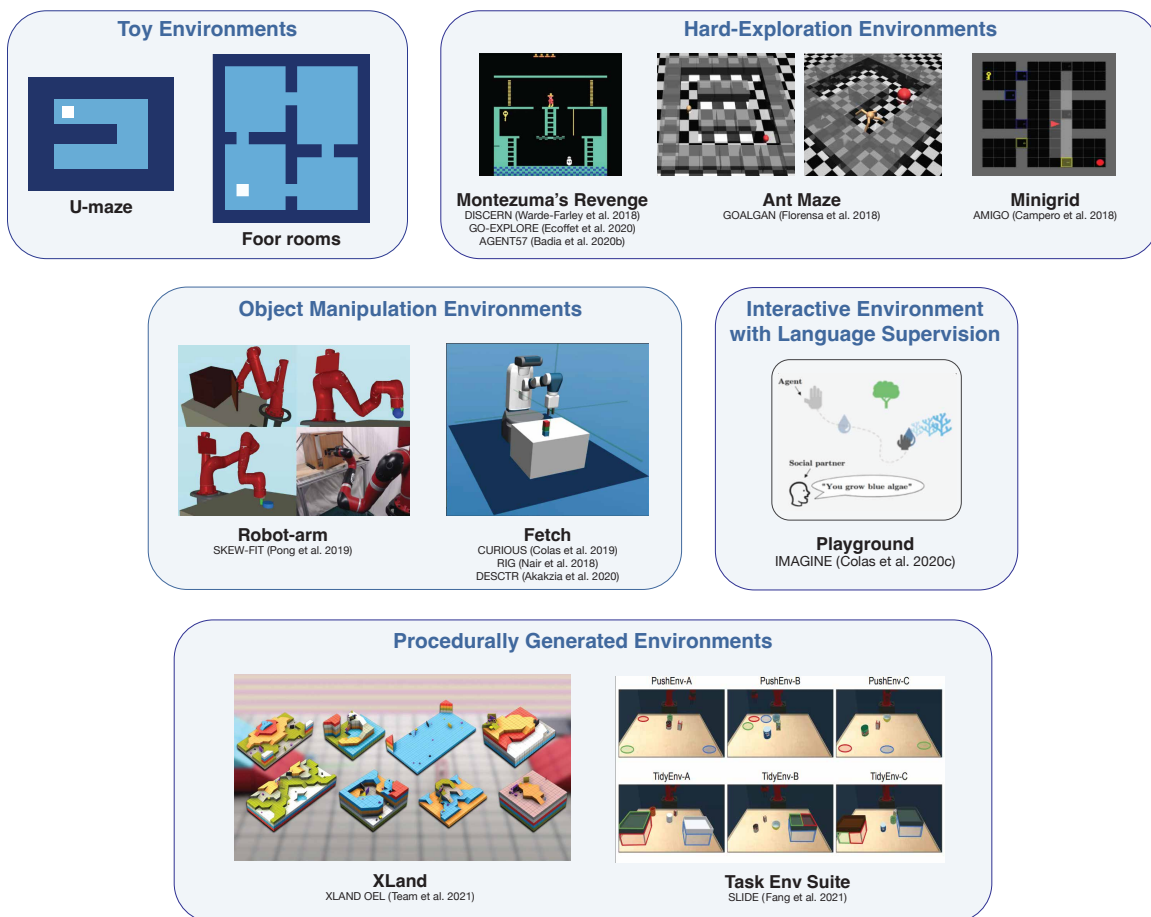 Toy Environments
U-maze
Foor rooms
Hard-Exploration Environments
Montezuma's Revenge
DISCERN (Warde-Farley et al. 2018)
GO-EXPLORE (Ecoffet et al. 2020)
AGENT57 (Badia et al. 2020b)
Ant Maze
GOALGAN (Florensa et al. 2018)
Minigrid
AMIGO (Campero et al. 2018)
Object Manipulation Environments
Robot-arm
SKEW-FIT (Pong et al. 2019)
Fetch
CURIOUS (Colas et al. 2019)
RIG (Nair et al. 2018)
DESCTR (Akakzia et al. 2020)
Interactive Environment
with Language Supervision
Agent
Social partner
"You grow blue algae"
Playground
IMAGINE (Colas et al. 2020c)
Procedurally Generated Environments
XLand
XLAND OEL (Team et al. 2021)
PushEnv-A
PushEnv-B
PushEnv-C
TidyEnv-A
TidyEnv-B
TidyEnv-C
Task Env Suite
SLIDE (Fang et al. 2021)